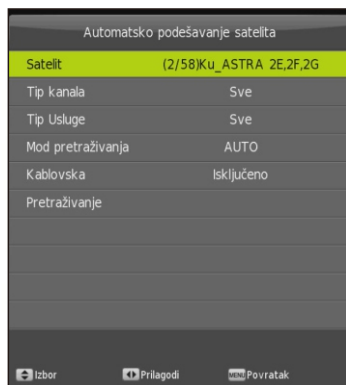 Automatsko podešavanje satelita
Satelit (2/58)Ku_ASTRA 2E,2F,2G
Tip kanala Sve
Tip Usluge Sve
Mod pretraživanja AUTO
Kablovska Isključeno
Pretraživanje
Izbor Prilagodi MENU Povratak